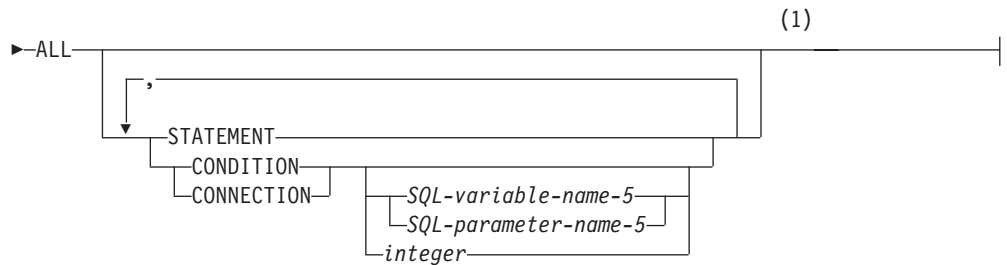 (1)
ALL
,
STATEMENT
CONDITION
CONNECTION
SQL-variable-name-5
SQL-parameter-name-5
integer